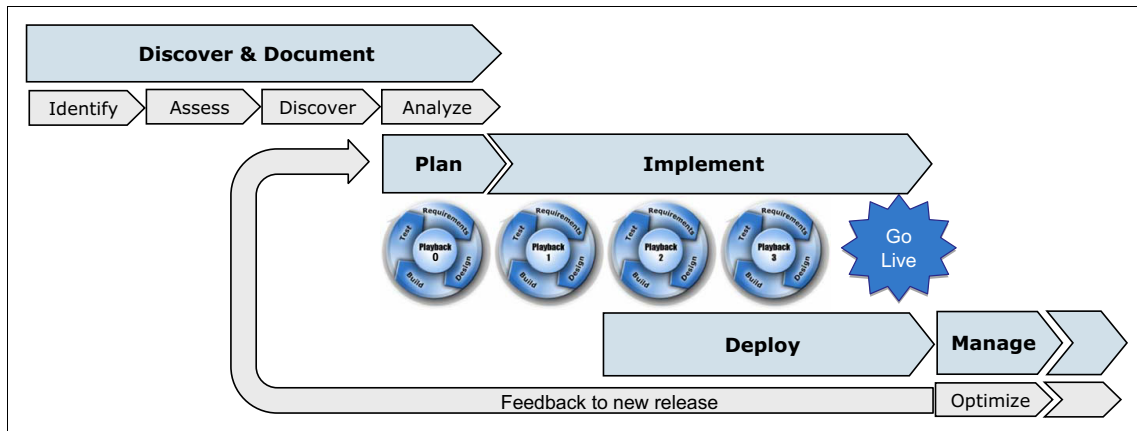 Discover & Document
Identify
Assess
Discover
Analyze
Plan
Implement
Requirements
Test
Playback
0
Design
Build
Requirements
Test
Playback
1
Design
Build
Requirements
Test
Playback
2
Design
Build
Requirements
Test
Playback
3
Design
Build
Go
Live
Deploy
Manage
Feedback to new release
Optimize